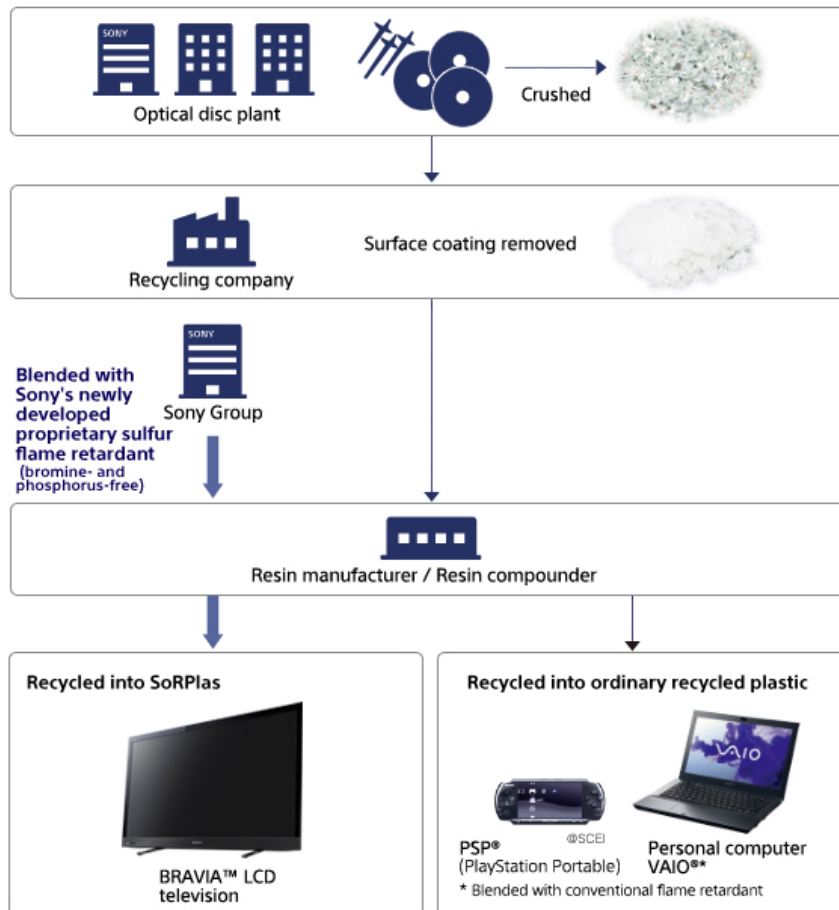 SONY
Optical disc plant
Crushed
Surface coating removed
Recycling company
SONY
Sony Group
Blended with
Sony's newly
developed
proprietary sulfur
flame retardant
(bromine- and
phosphorus-free)
Resin manufacturer / Resin compounder
Recycled into SoRPlas
BRAVIA™ LCD
television
Recycled into ordinary recycled plastic
VAIO
@SCEI
PSP®
(PlayStation Portable)
Personal computer
VAIO®*
* Blended with conventional flame retardant